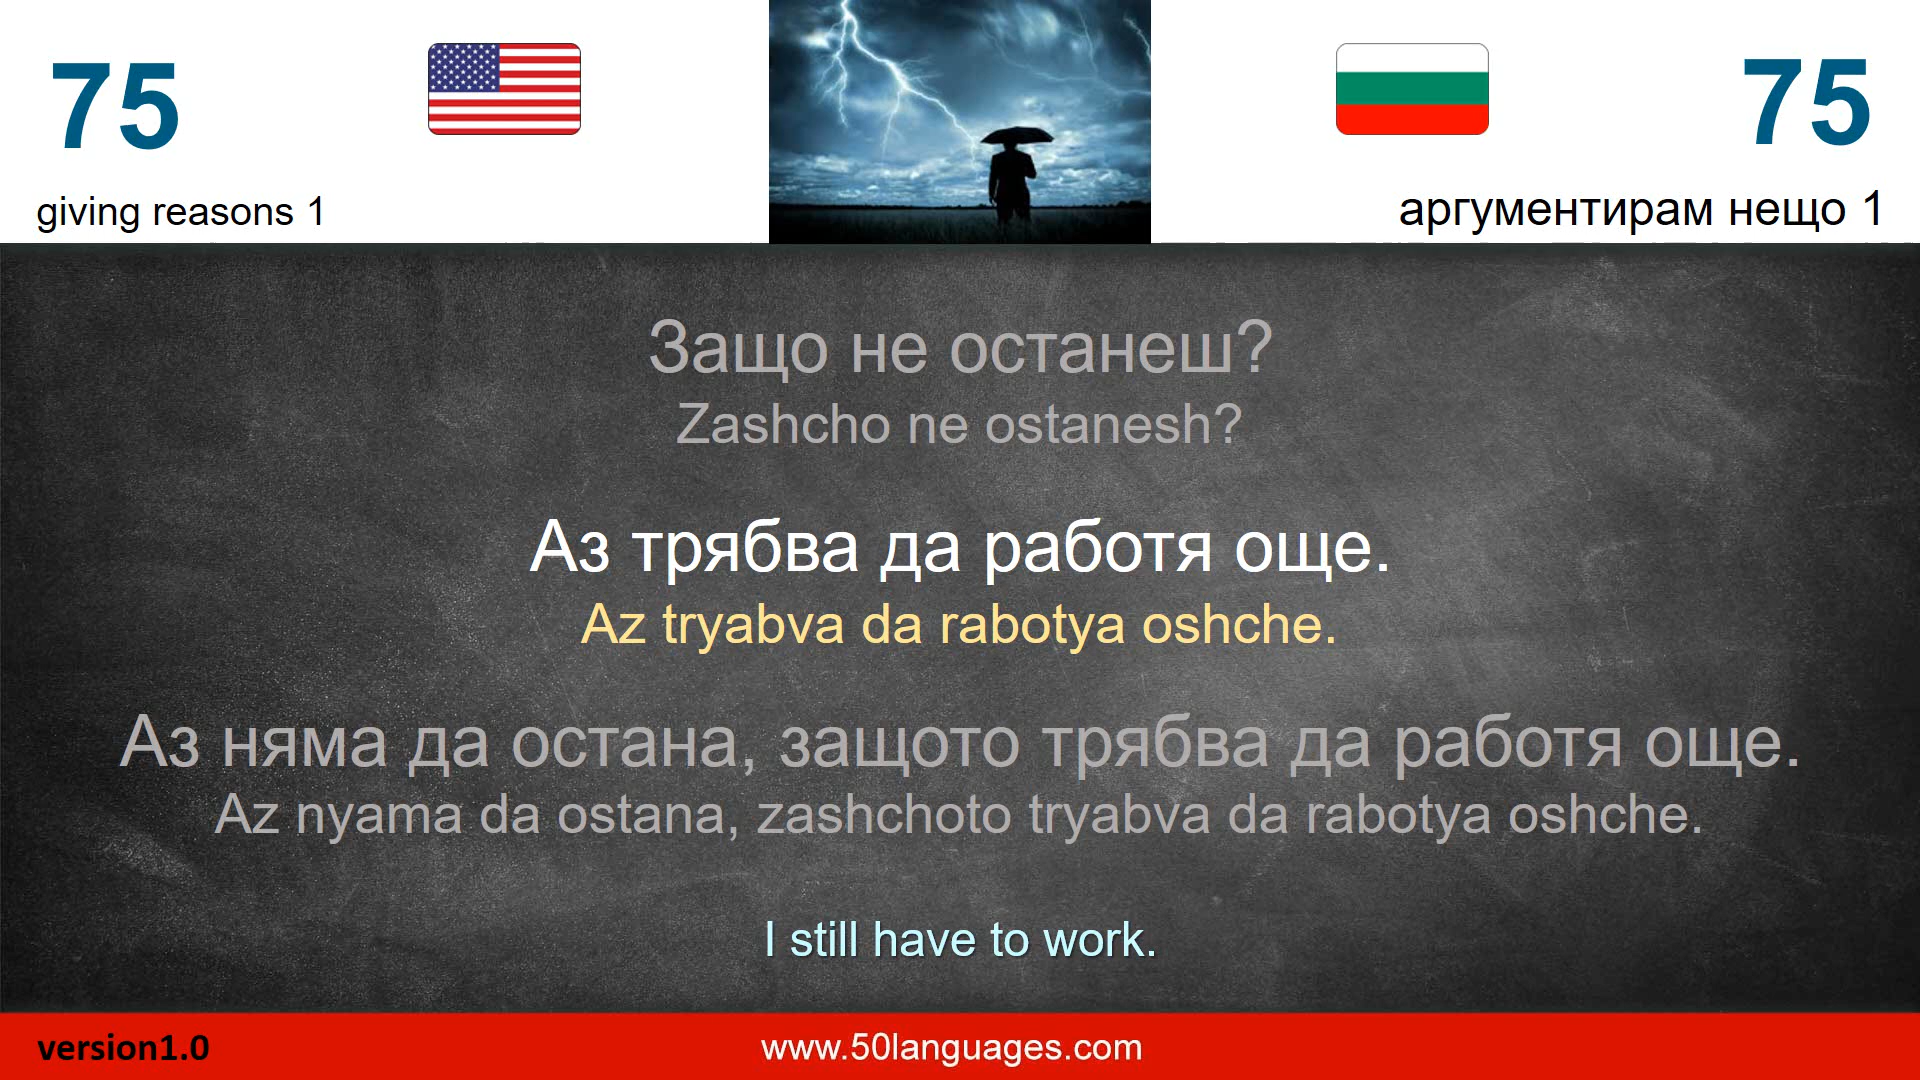 75
75
giving reasons 1
аргументирам нещо 1
Защо не останеш?
Zashcho ne ostanesh?
Аз трябва да работя още.
Az tryabva da rabotya oshche.
Аз няма да остана, защото трябва да работя още.
Az nyama da ostana, zashchoto tryabva da rabotya oshche.
I still have to work.
version1.0
www.50languages.com